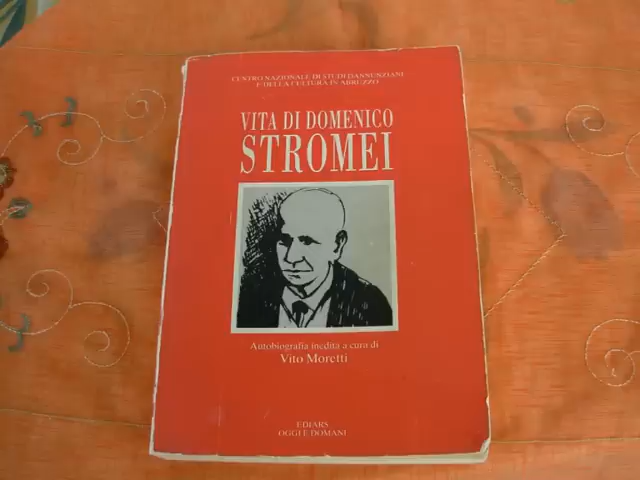 CENTRO NAZIONALE DI STUDI DANNUNZIANI
E DELLA CULTURA IN ABRUZZO
VITA DI DOMENICO
STROMEI
Autobiografia inedita a cura di
Vito Moretti
EDIARS
OGGI E DOMANI